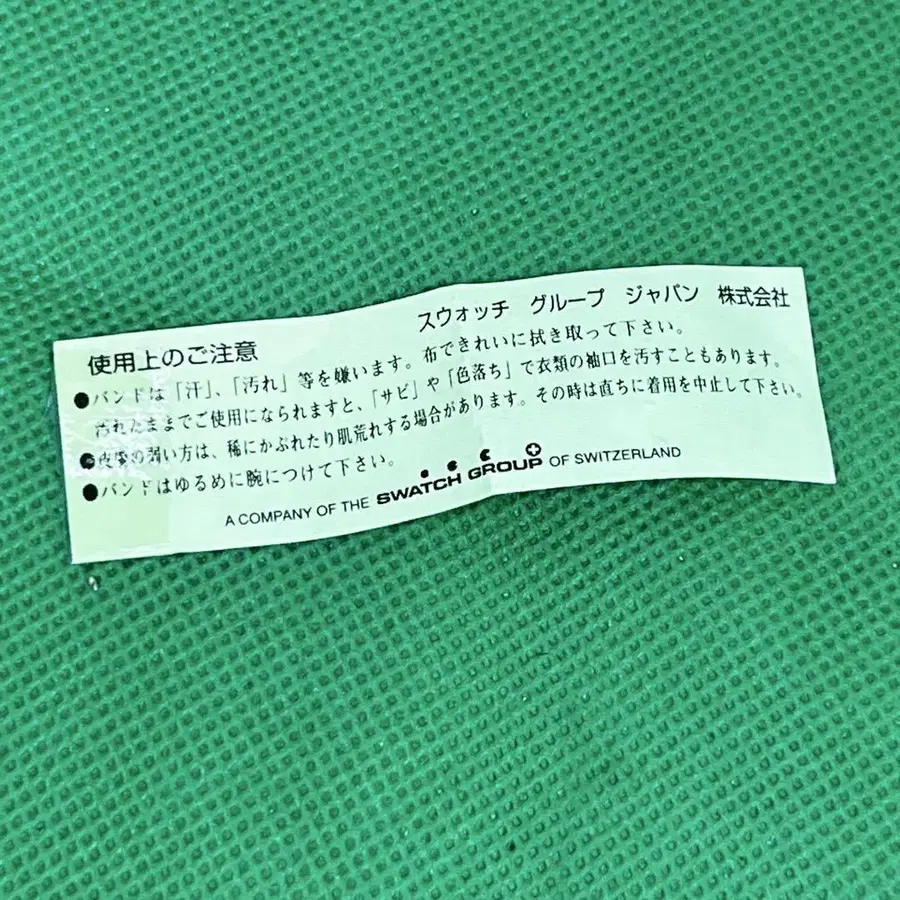 使用上のご注意
スウォッチ グループ ジャパン 株式会社
●バンドは「汗」、「汚れ」等を嫌います。布できれいに拭き取って下さい。
汚れたままでご使用になられますと、「サビ」や「色落ち」で衣類の袖口を汚すこともあります。
●皮膚の弱い方は、稀にかぶれたり肌荒れする場合があります。その時は直ちに着用を中止して下さい。
●バンドはゆるめに腕につけて下さい。
A COMPANY OF THE SWATCH GROUP OF SWITZERLAND